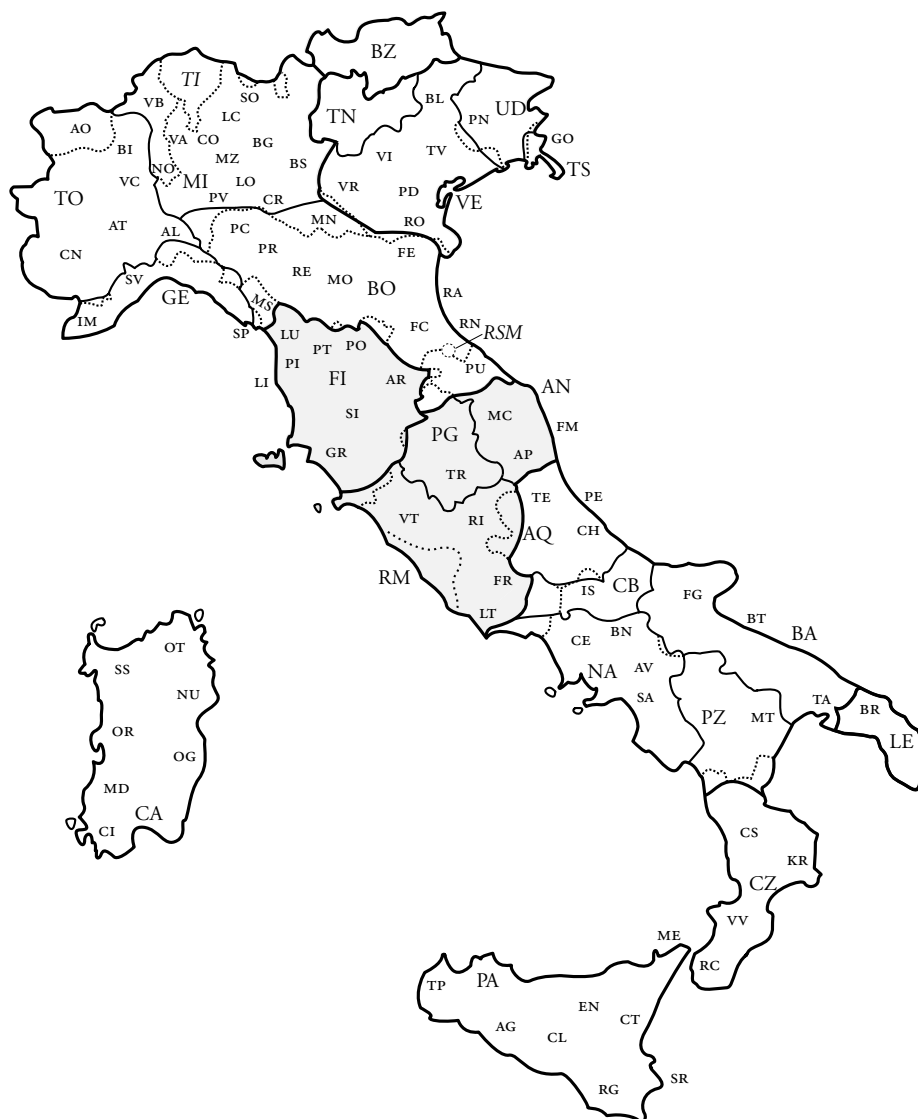 BZ
TI
SO
VB
BL
LC
TN
UD
PN
AO
VA
CO
BG
GO
BI
TV
MZ
VI
BS
NO
TS
VC
MI
LO
TO
VR
PD
PV
CR
VE
MN
RO
AT
PC
AL
PR
FE
CN
RE
MO
SV
BO
RA
GE
MS
IM
FC
RN
SP
LU
RSM
PT
PO
PI
PU
FI
AR
LI
AN
SI
MC
FM
PG
GR
AP
TR
TE
PE
VT
RI
AQ
CH
RM
FR
IS
CB
FG
LT
BT
BN
BA
CE
OT
SS
NA
AV
NU
SA
TA
BR
PZ
MT
OR
LE
OG
MD
CA
CI
CS
KR
CZ
VV
ME
RC
PA
TP
EN
AG
CT
CL
SR
RG